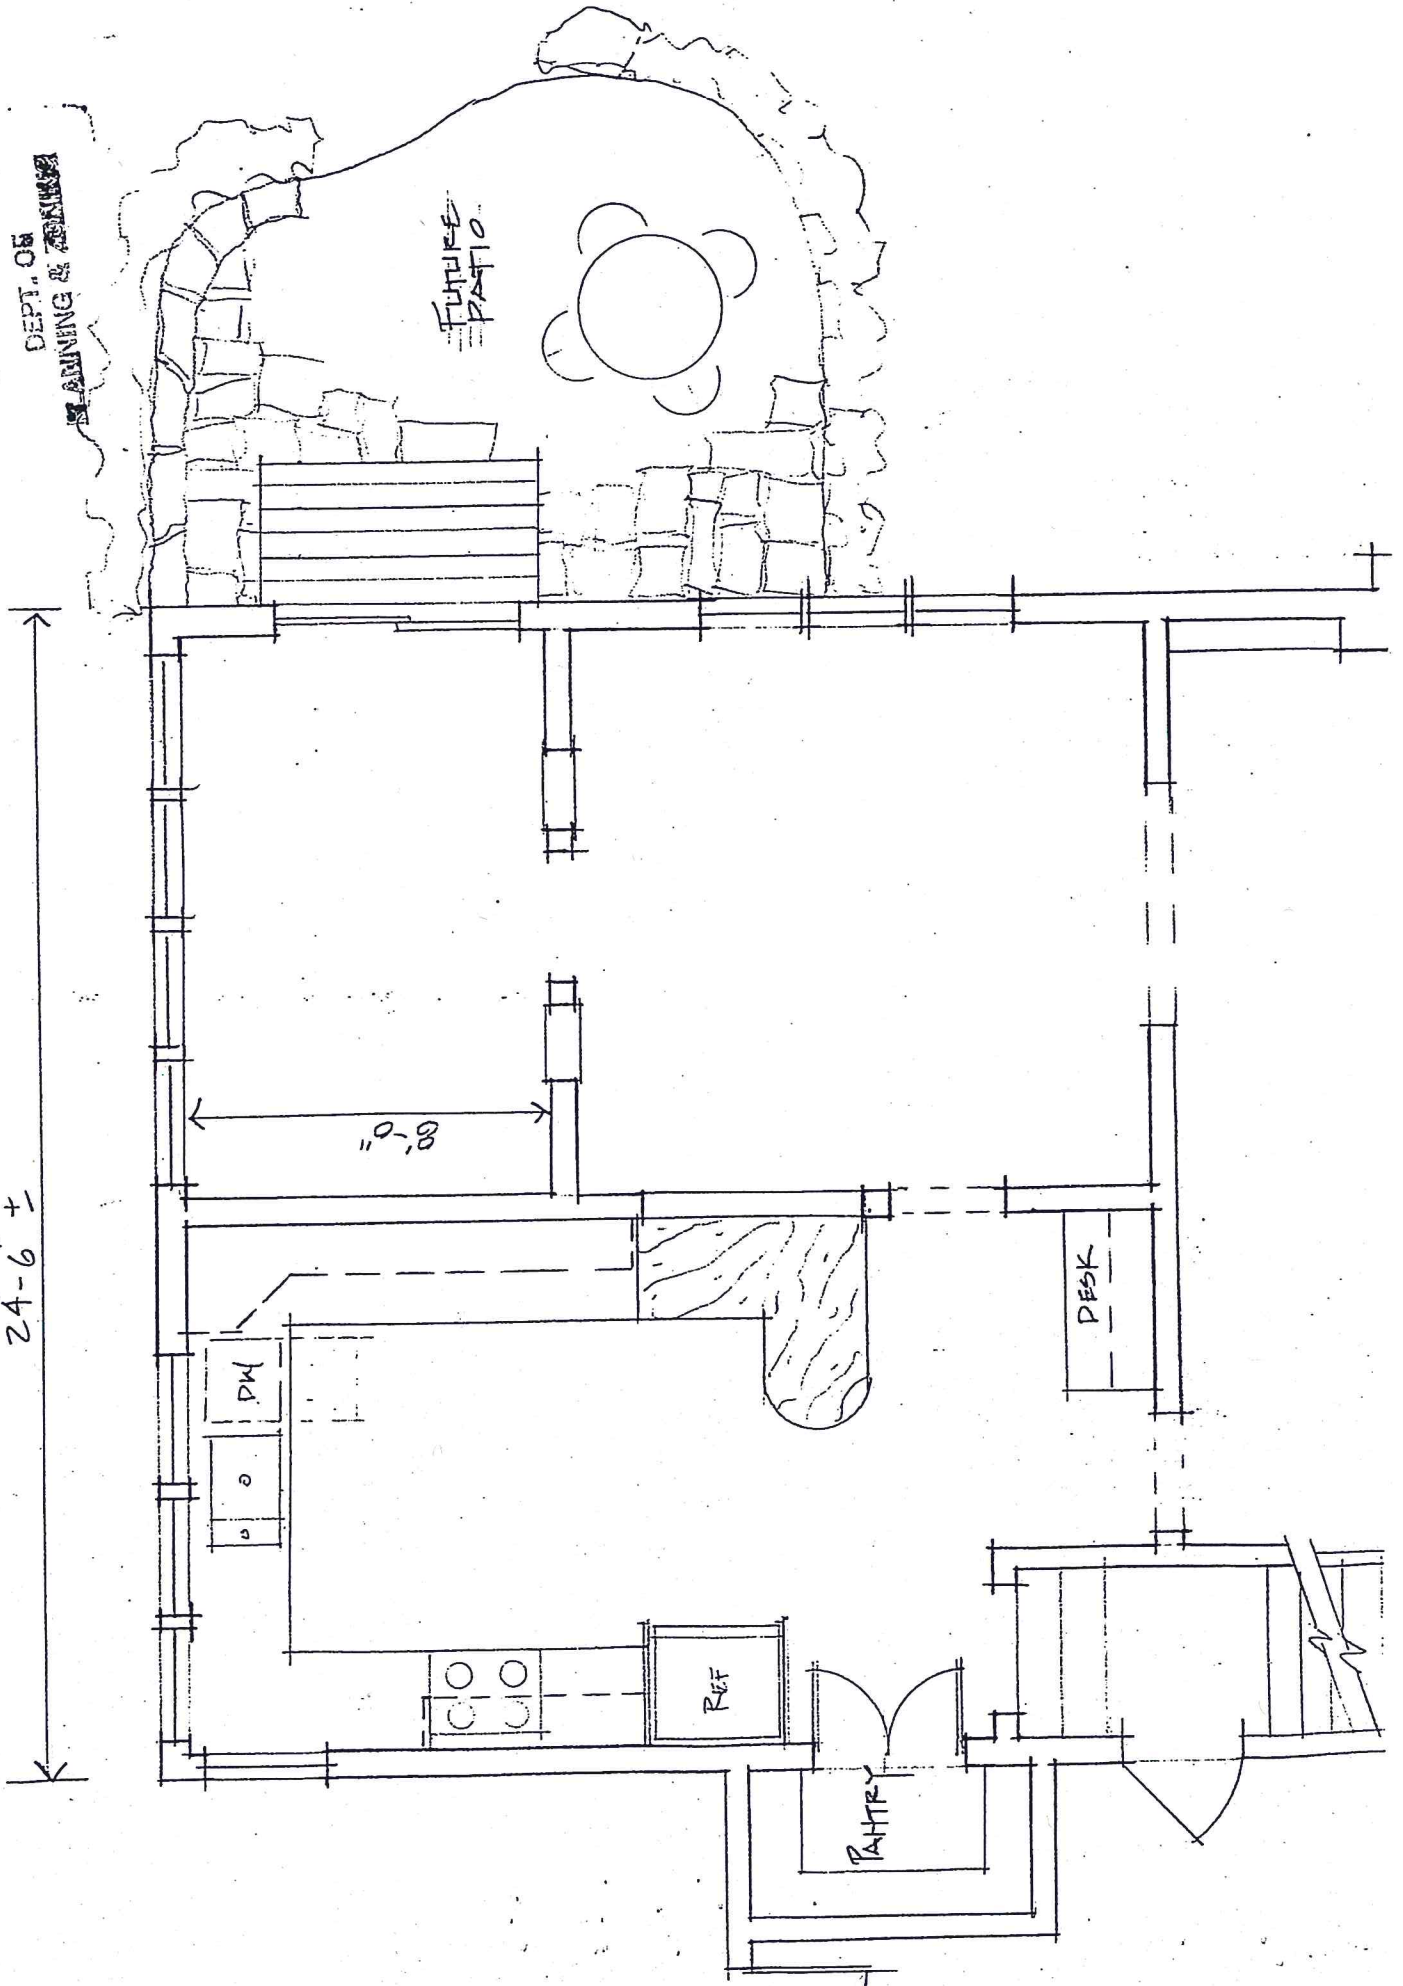 DEPT. OF
PLANNING & ZONING
FUTURE
PATIO
24-6 ±
8'-0"
DW
DESK
REF
PANTRY